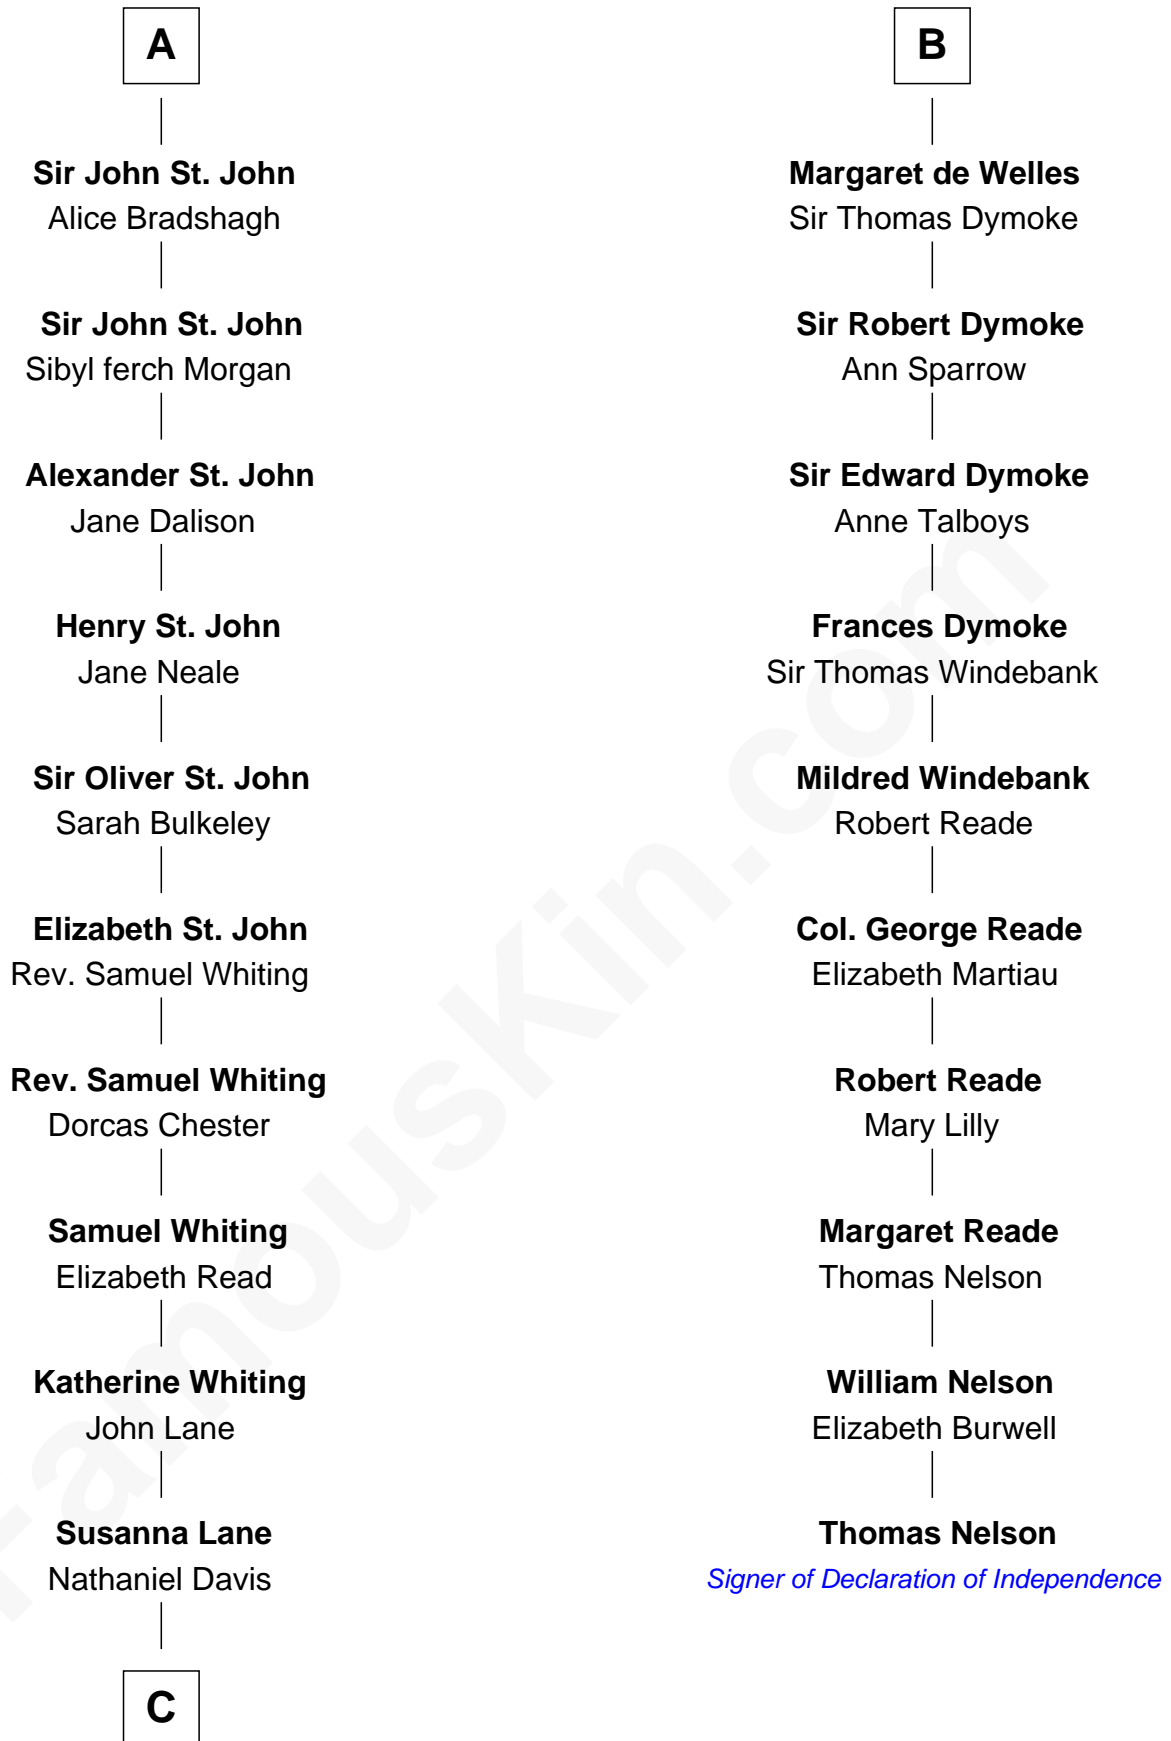 A
Sir John St. John
Alice Bradshagh
Sir John St. John
Sibyl ferch Morgan
Alexander St. John
Jane Dalison
Henry St. John
Jane Neale
Sir Oliver St. John
Sarah Bulkeley
Elizabeth St. John
Rev. Samuel Whiting
Rev. Samuel Whiting
Dorcas Chester
Samuel Whiting
Elizabeth Read
Katherine Whiting
John Lane
Susanna Lane
Nathaniel Davis
C
B
Margaret de Welles
Sir Thomas Dymoke
Sir Robert Dymoke
Ann Sparrow
Sir Edward Dymoke
Anne Talboys
Frances Dymoke
Sir Thomas Windebank
Mildred Windebank
Robert Reade
Col. George Reade
Elizabeth Martiau
Robert Reade
Mary Lilly
Margaret Reade
Thomas Nelson
William Nelson
Elizabeth Burwell
Thomas Nelson
Signer of Declaration of Independence
FamousKin.com